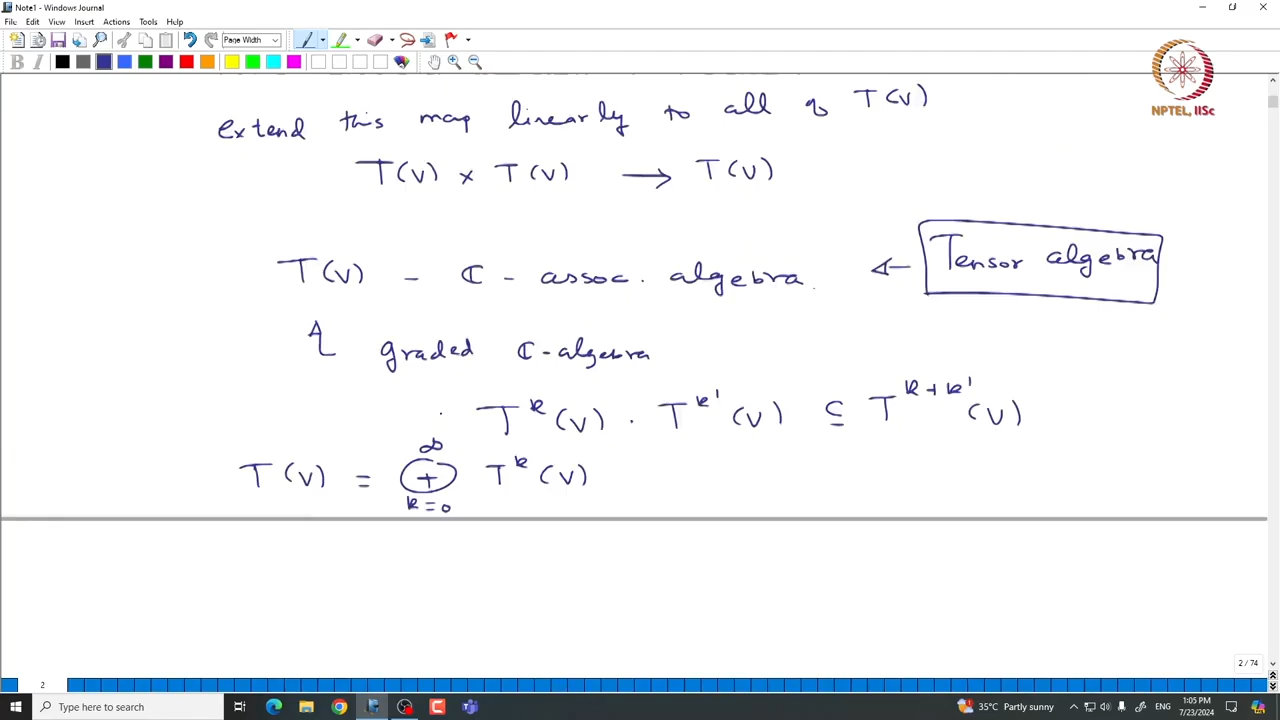 Note1 - Windows Journal
File Edit View Insert Actions Tools Help
Page Width
B I
NPTEL, IISc
extend this map linearly to all of T(V)
T(V) × T(V) ⟶ T(V)
T(V) - ℂ - assoc. algebra. ← Tensor algebra
graded ℂ-algebra
T^k(V) · T^k'(V) ⊆ T^k+k'(V)
T(V) = ⊕_{k=0}^∞ T^k(V)
2 / 74
2
Type here to search
35°C Partly sunny
ENG
1:05 PM
7/23/2024